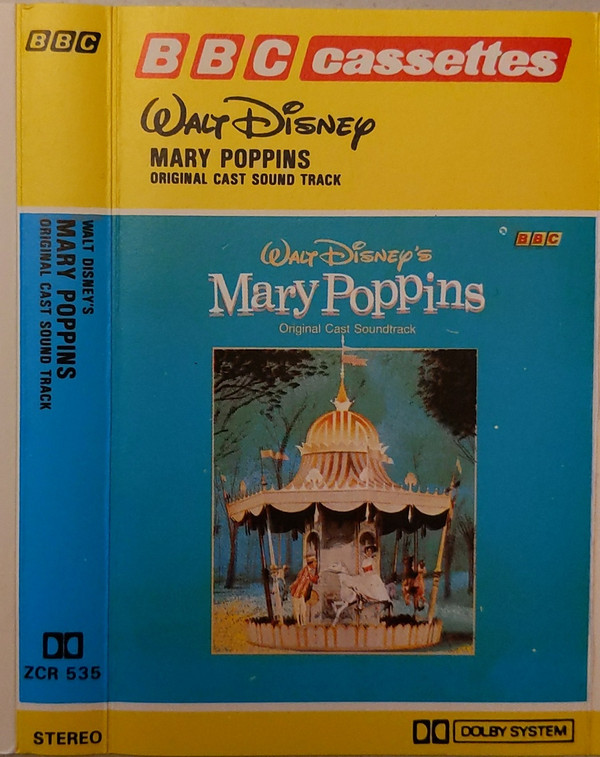 BBC
WALT DISNEY'S
MARY POPPINS
ORIGINAL CAST SOUND TRACK
ZCR 535
STEREO
BBC cassettes
WALT DISNEY
MARY POPPINS
ORIGINAL CAST SOUND TRACK
BBC
WALT DISNEY'S
Mary Poppins
Original Cast Soundtrack
DOLBY SYSTEM